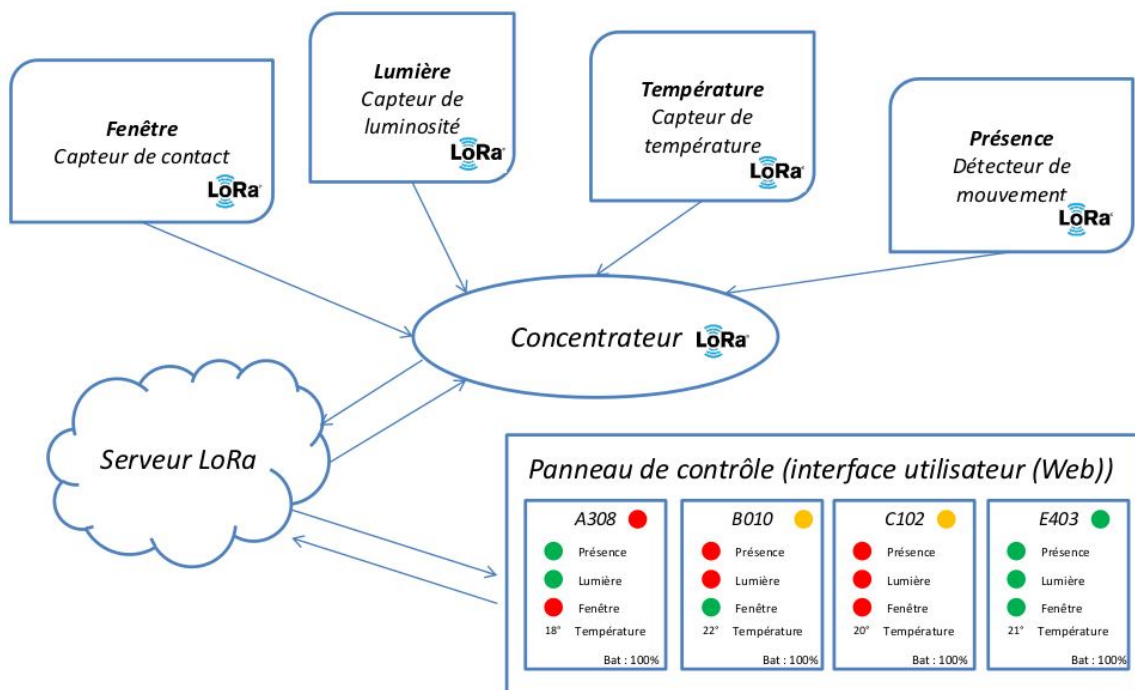 Fenêtre
Capteur de contact
LoRa
Lumière
Capteur de
luminosité
LoRa
Température
Capteur de
température
LoRa
Présence
Détecteur de
mouvement
LoRa
Concentrateur LoRa
Serveur LoRa
Panneau de contrôle (interface utilisateur (Web))
A308
Présence
Lumière
Fenêtre
18° Température
Bat : 100%
B010
Présence
Lumière
Fenêtre
22° Température
Bat : 100%
C102
Présence
Lumière
Fenêtre
20° Température
Bat : 100%
E403
Présence
Lumière
Fenêtre
21° Température
Bat : 100%